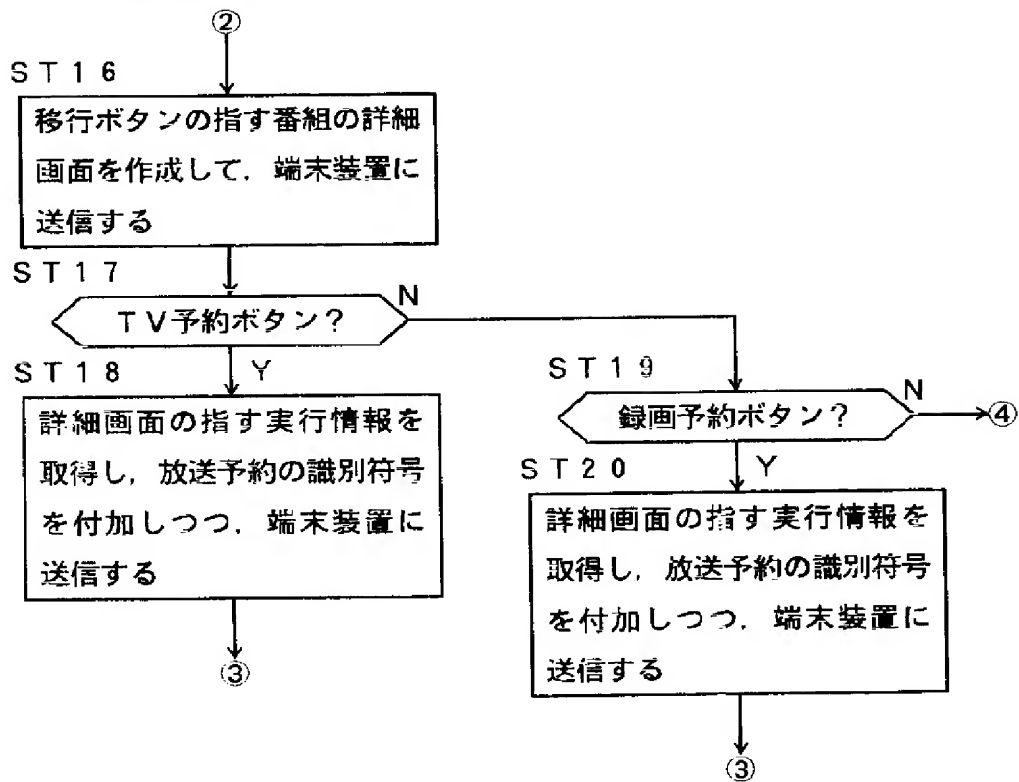 ②
ST16
移行ボタンの指す番組の詳細
画面を作成して，端末装置に
送信する
ST17
TV予約ボタン？
N
Y
ST18
詳細画面の指す実行情報を
取得し，放送予約の識別符号
を付加しつつ，端末装置に
送信する
③
ST19
録画予約ボタン？
N
④
Y
ST20
詳細画面の指す実行情報を
取得し，放送予約の識別符号
を付加しつつ，端末装置に
送信する
③